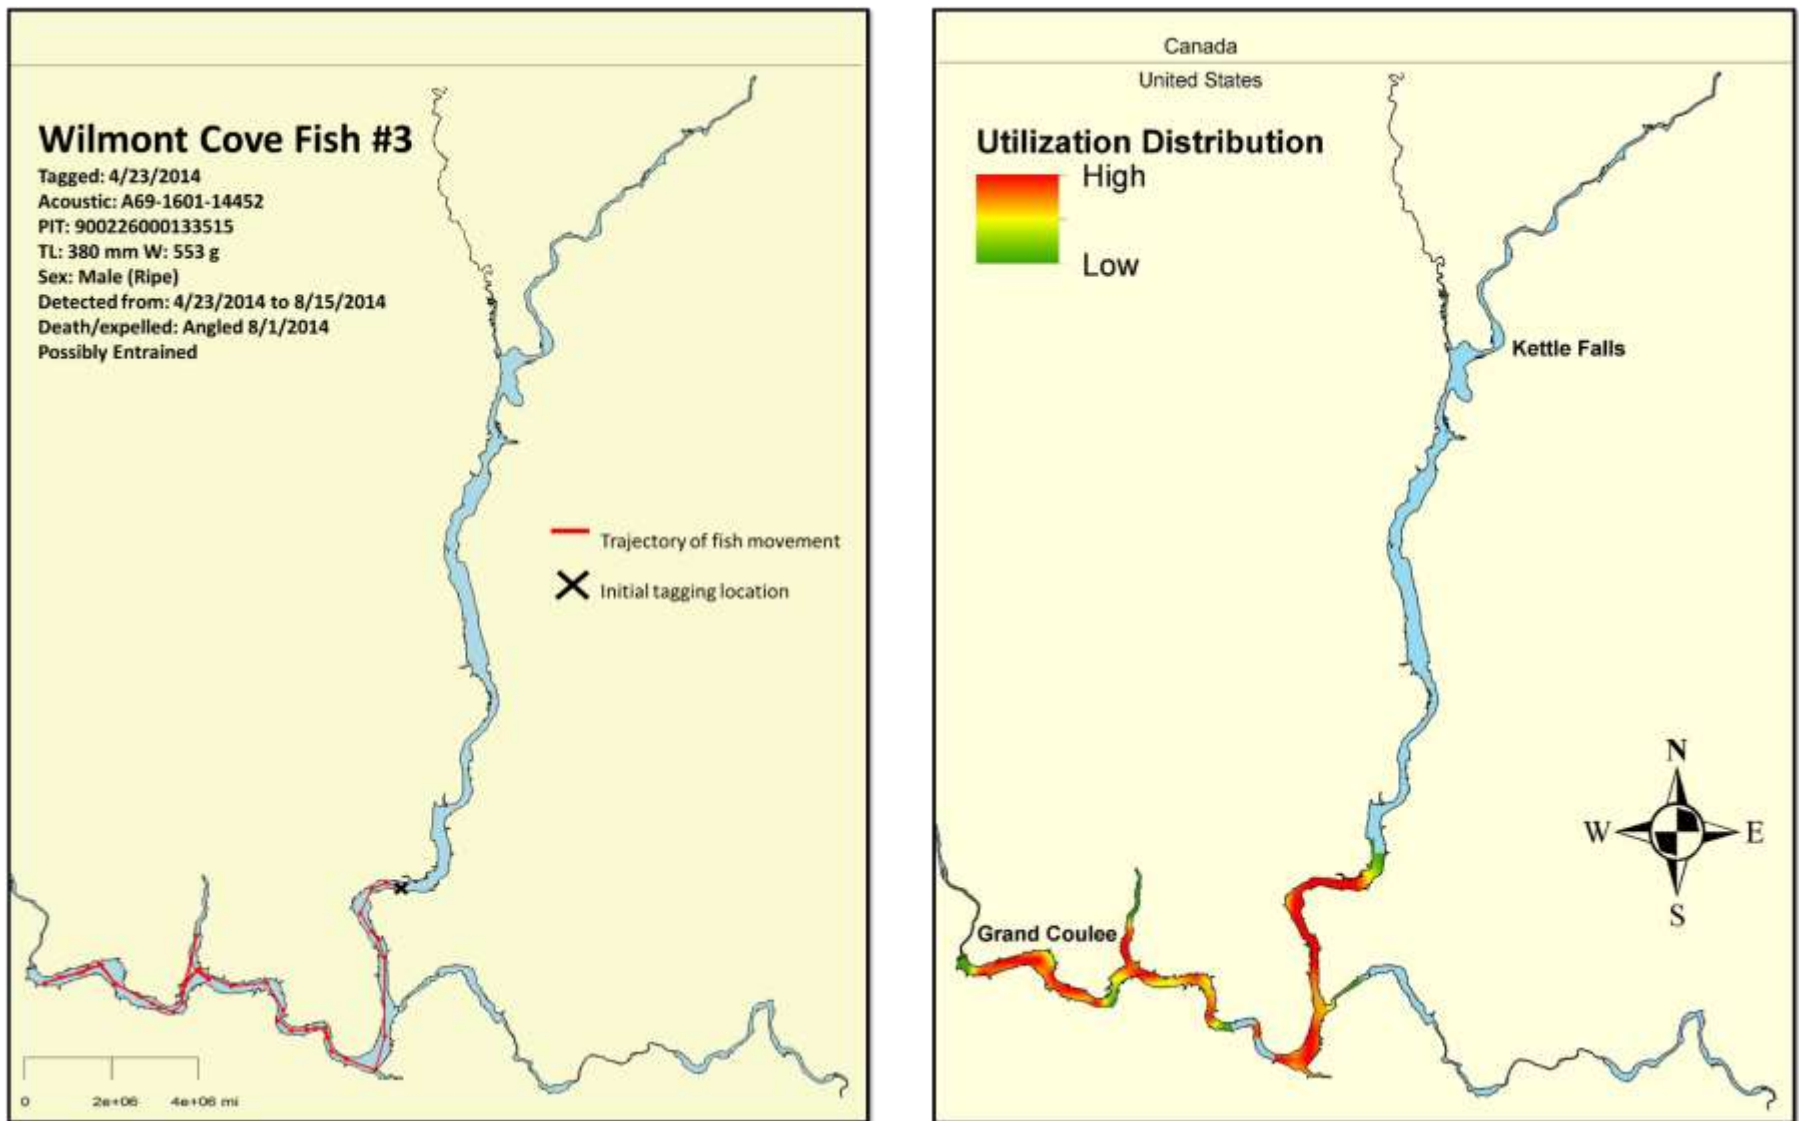 Wilmont Cove Fish #3
Tagged: 4/23/2014
Acoustic: A69-1601-14452
PIT: 900226000133515
TL: 380 mm W: 553 g
Sex: Male (Ripe)
Detected from: 4/23/2014 to 8/15/2014
Death/expelled: Angled 8/1/2014
Possibly Entrained
Trajectory of fish movement
Initial tagging location
0 2e+06 4e+06 mi
Canada
United States
Utilization Distribution
High
Low
Kettle Falls
Grand Coulee
N
W E
S